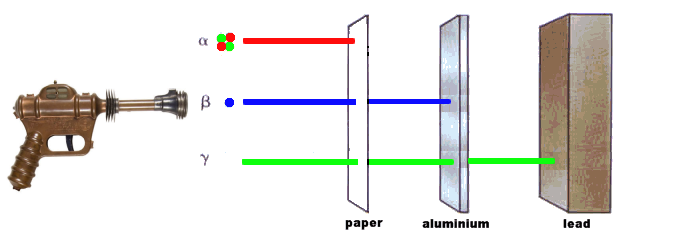 α
β
γ
paper
aluminium
lead